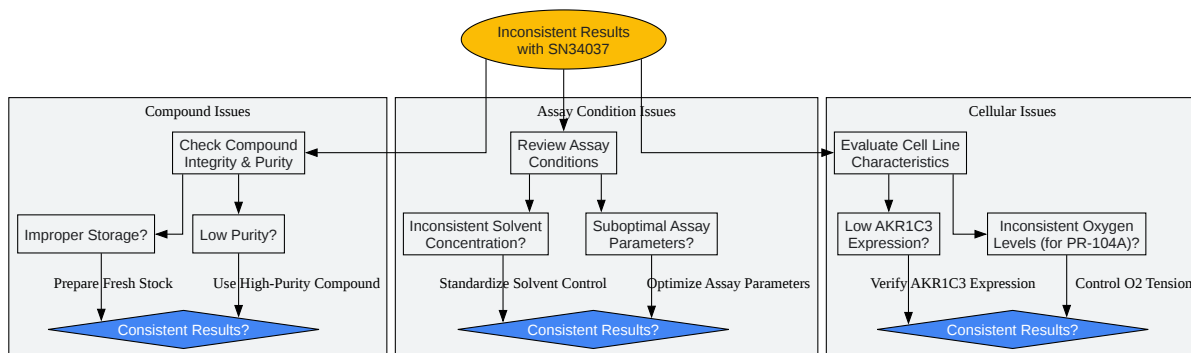 Inconsistent Results
with SN34037
Compound Issues
Assay Condition Issues
Cellular Issues
Check Compound
Integrity & Purity
Review Assay
Conditions
Evaluate Cell Line
Characteristics
Improper Storage?
Low Purity?
Inconsistent Solvent
Concentration?
Suboptimal Assay
Parameters?
Low AKR1C3
Expression?
Inconsistent Oxygen
Levels (for PR-104A)?
Prepare Fresh Stock
Use High-Purity Compound
Standardize Solvent Control
Optimize Assay Parameters
Verify AKR1C3 Expression
Control O2 Tension
Consistent Results?
Consistent Results?
Consistent Results?